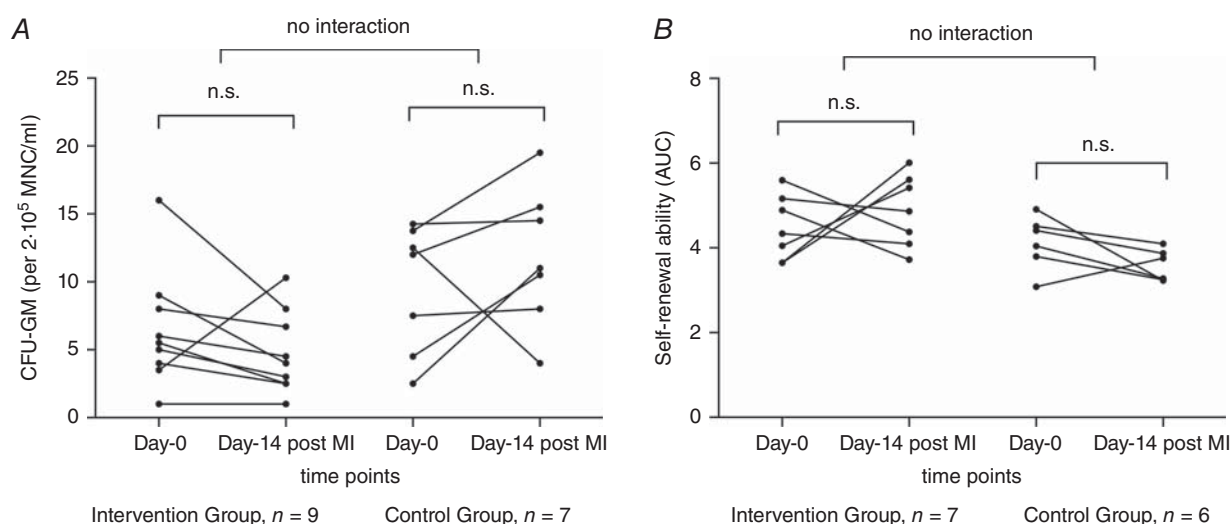 A
no interaction
25
20
15
10
5
0
CFU-GM (per 2·10⁵ MNC/ml)
n.s.
n.s.
Day-0
Day-14 post MI
Day-0
Day-14 post MI
time points
Intervention Group, n = 9
Control Group, n = 7
B
no interaction
8
6
4
2
0
Self-renewal ability (AUC)
n.s.
n.s.
Day-0
Day-14 post MI
Day-0
Day-14 post MI
time points
Intervention Group, n = 7
Control Group, n = 6